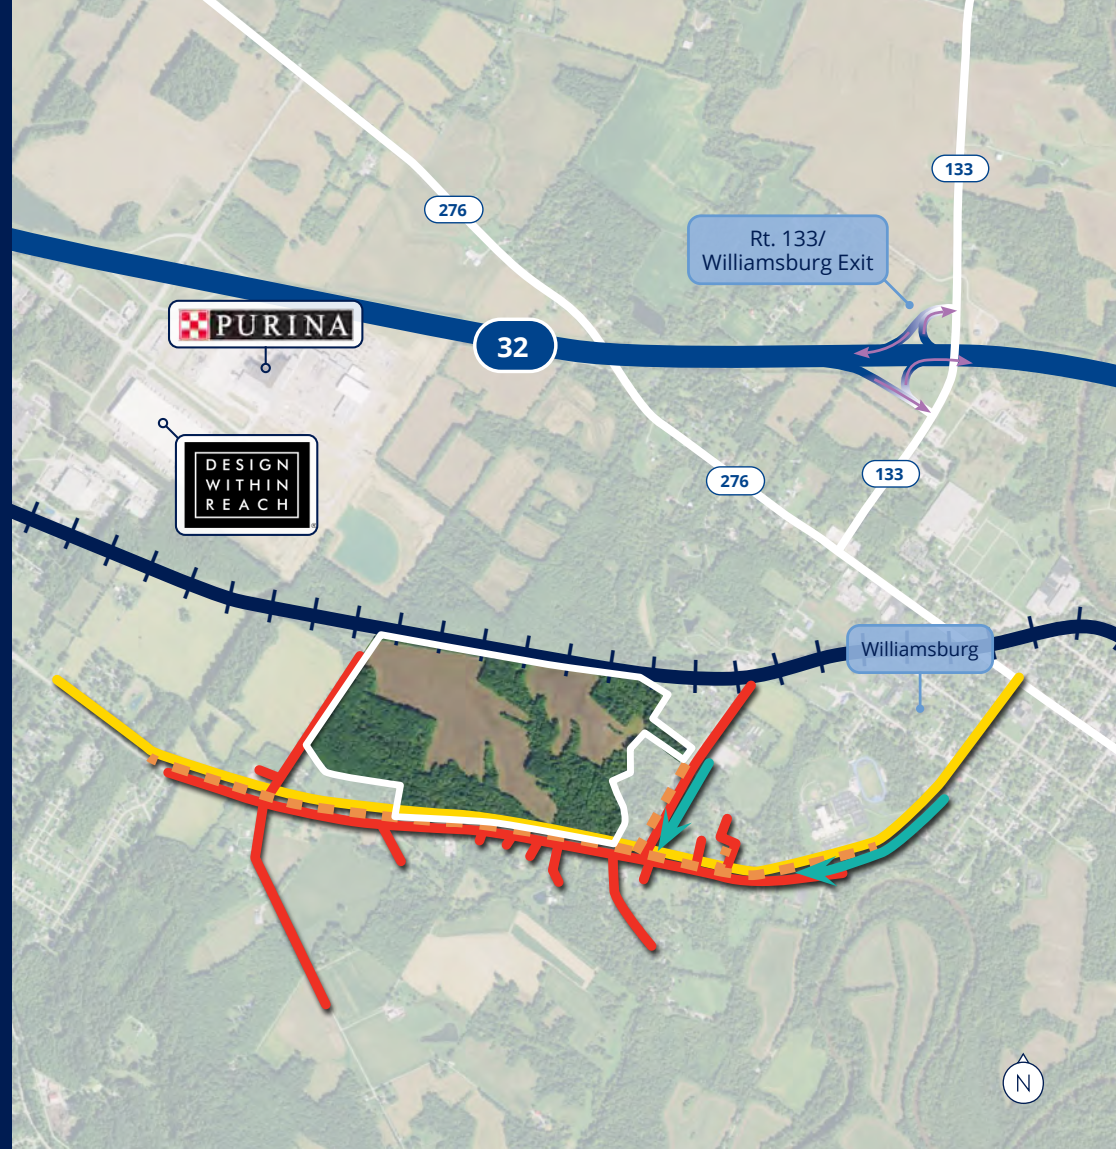 133
276
Rt. 133/
Williamsburg Exit
PURINA
32
DESIGN
WITHIN
REACH
276
133
Williamsburg
N